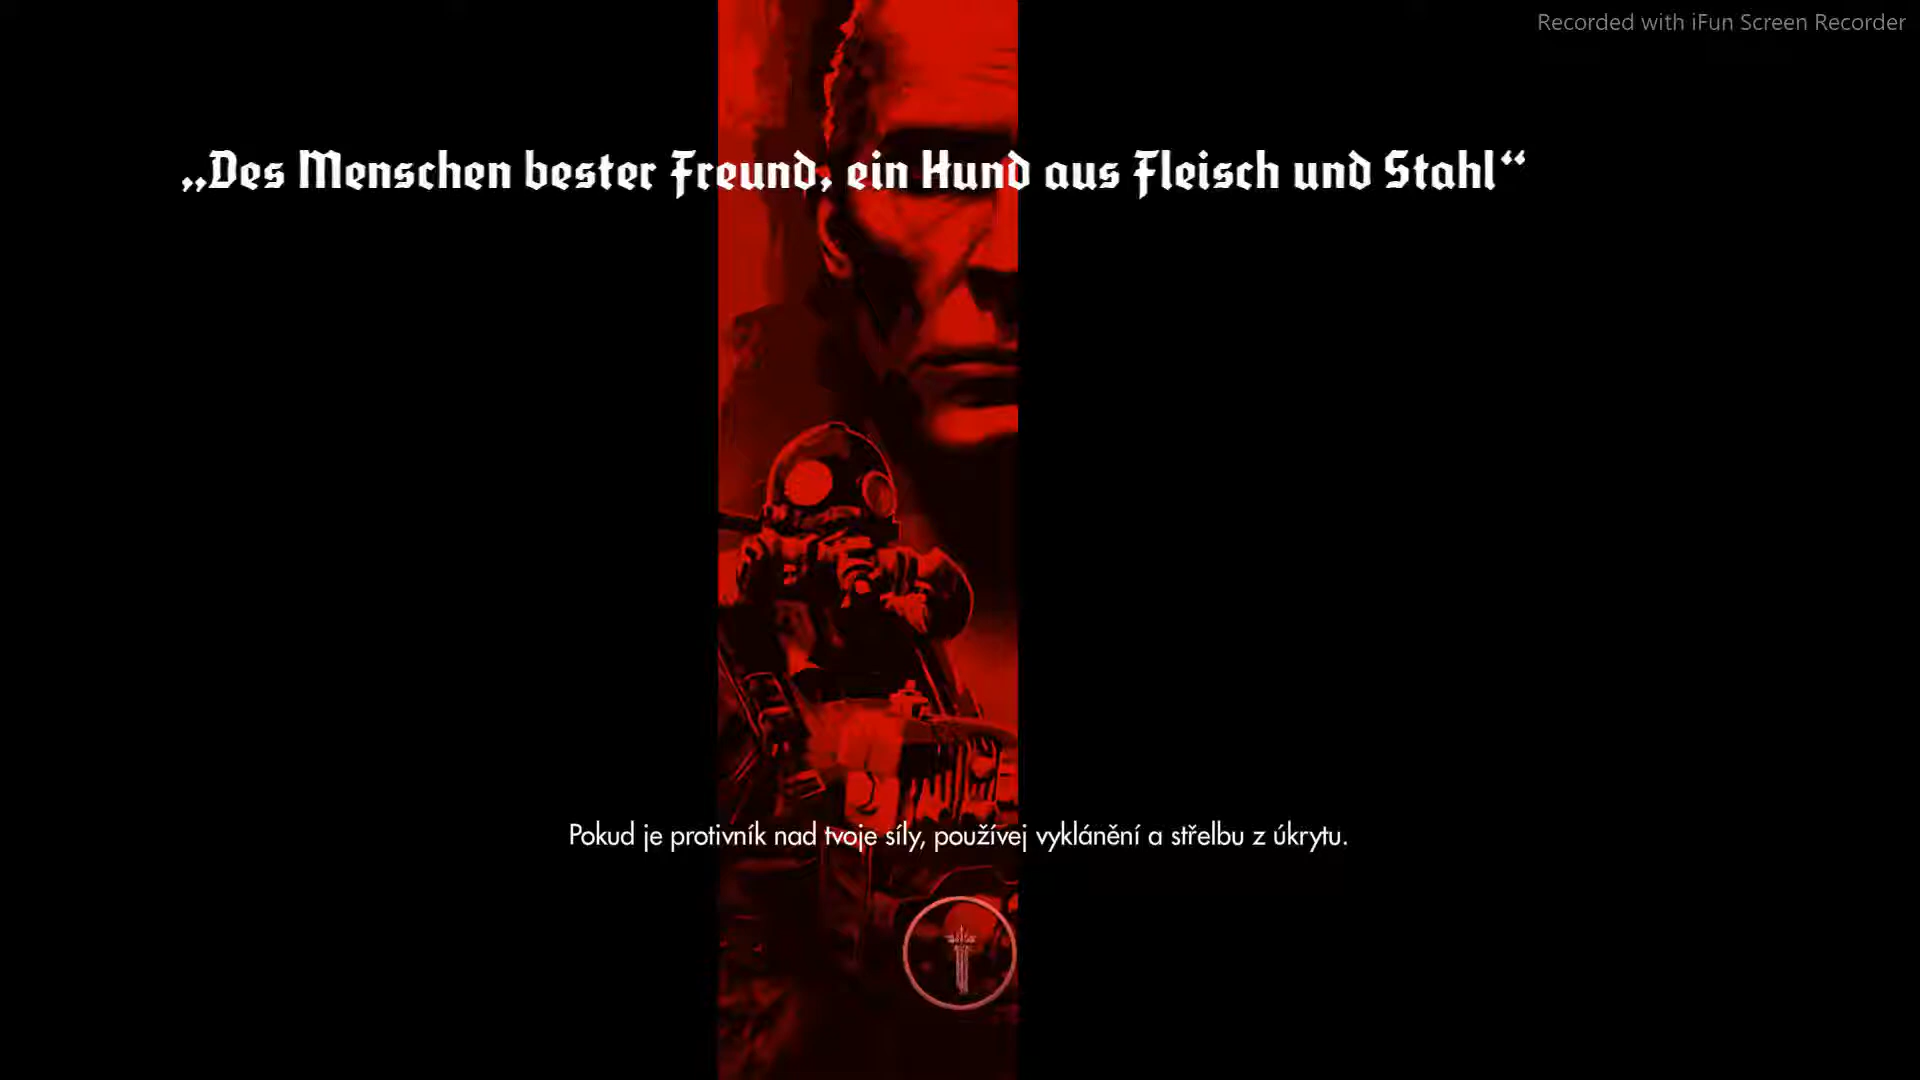 Recorded with iFun Screen Recorder
„Des Menschen bester Freund, ein Hund aus Fleisch und Stahl“
Pokud je protivník nad tvoje síly, používej vyklánění a střelbu z úkrytu.